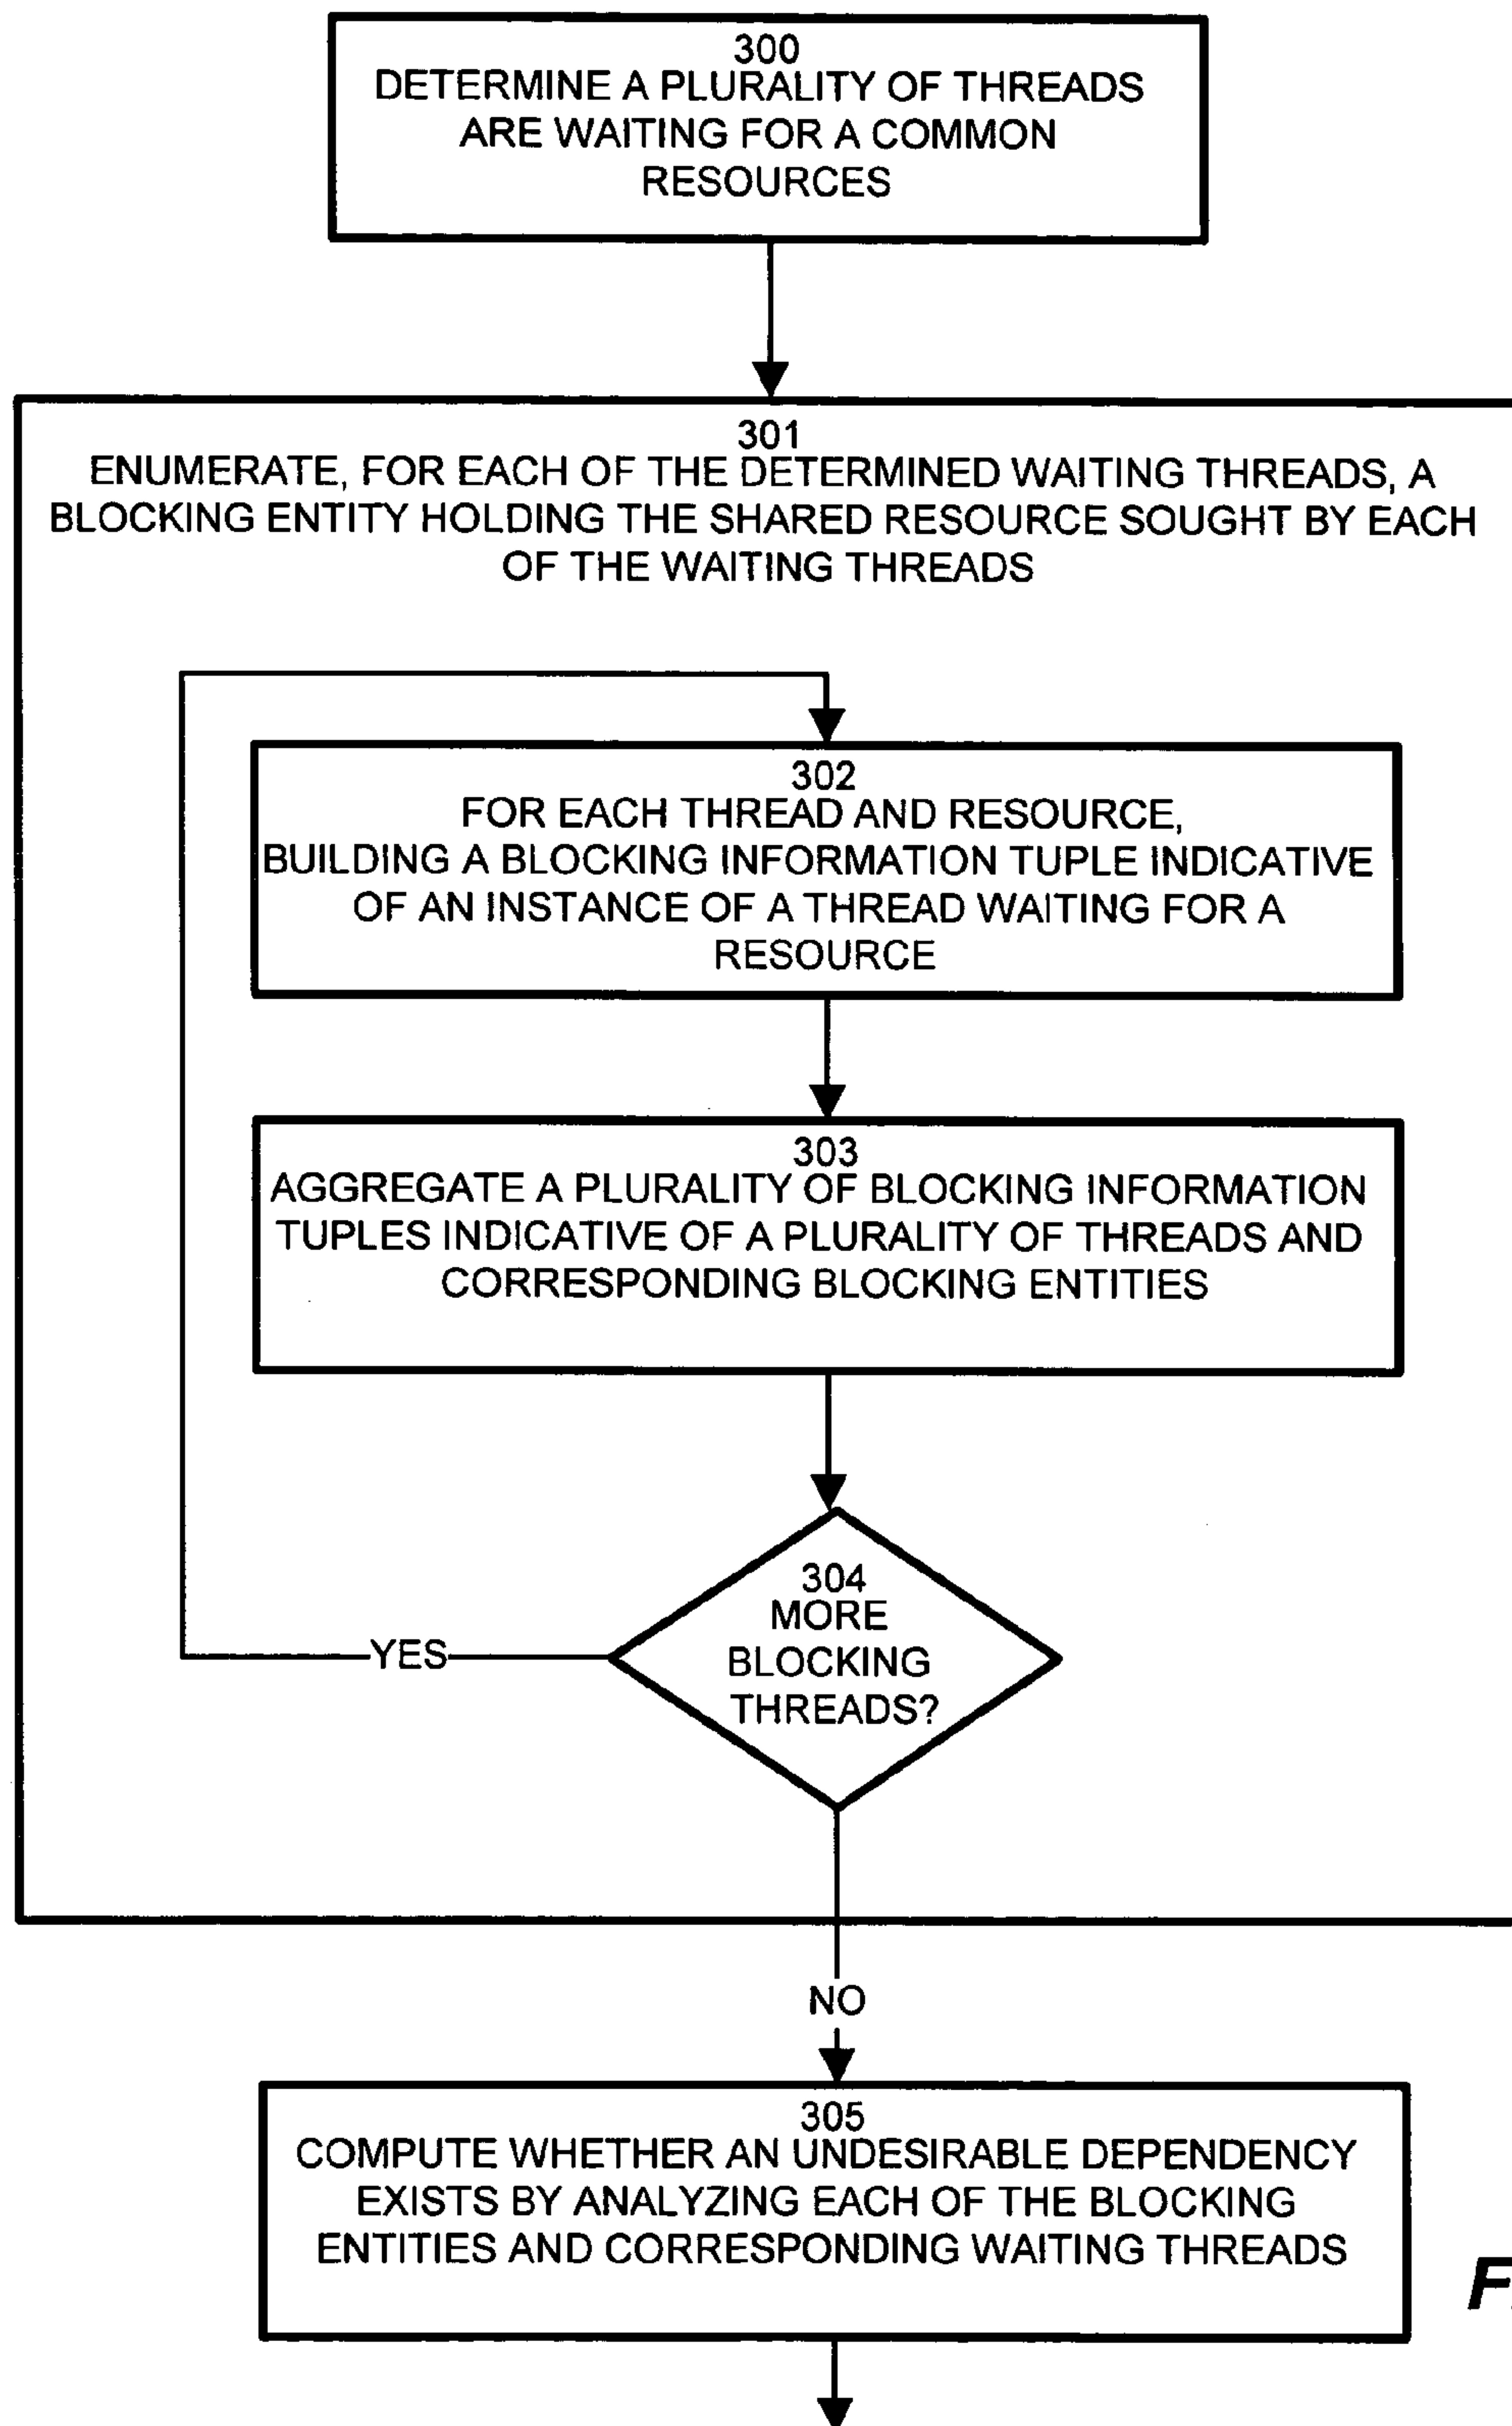 300
DETERMINE A PLURALITY OF THREADS
ARE WAITING FOR A COMMON
RESOURCES
301
ENUMERATE, FOR EACH OF THE DETERMINED WAITING THREADS, A
BLOCKING ENTITY HOLDING THE SHARED RESOURCE SOUGHT BY EACH
OF THE WAITING THREADS
302
FOR EACH THREAD AND RESOURCE,
BUILDING A BLOCKING INFORMATION TUPLE INDICATIVE
OF AN INSTANCE OF A THREAD WAITING FOR A
RESOURCE
303
AGGREGATE A PLURALITY OF BLOCKING INFORMATION
TUPLES INDICATIVE OF A PLURALITY OF THREADS AND
CORRESPONDING BLOCKING ENTITIES
304
MORE
BLOCKING
THREADS?
YES
NO
305
COMPUTE WHETHER AN UNDESIRABLE DEPENDENCY
EXISTS BY ANALYZING EACH OF THE BLOCKING
ENTITIES AND CORRESPONDING WAITING THREADS